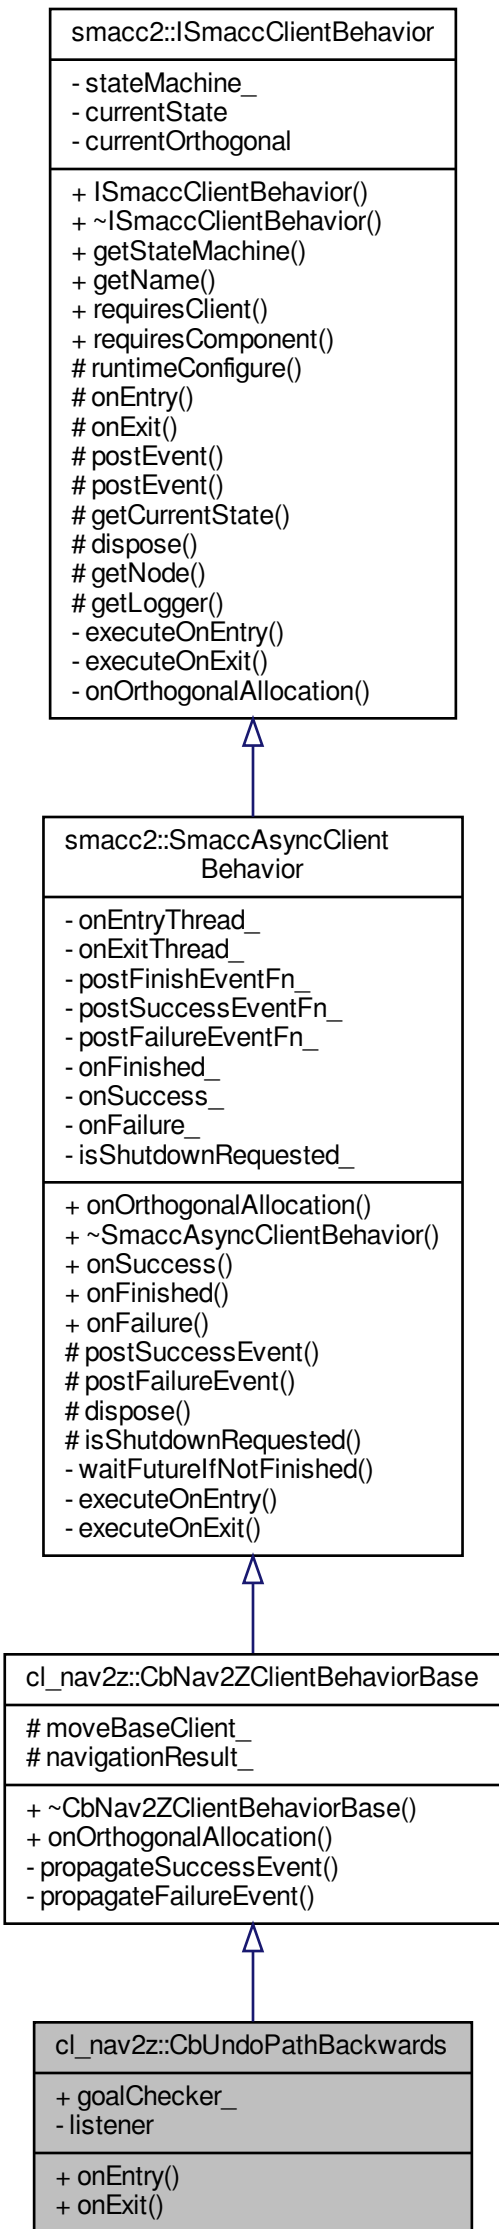 smacc2::ISmaccClientBehavior
- stateMachine_
- currentState
- currentOrthogonal
+ ISmaccClientBehavior()
+ ~ISmaccClientBehavior()
+ getStateMachine()
+ getName()
+ requiresClient()
+ requiresComponent()
# runtimeConfigure()
# onEntry()
# onExit()
# postEvent()
# postEvent()
# getCurrentState()
# dispose()
# getNode()
# getLogger()
- executeOnEntry()
- executeOnExit()
- onOrthogonalAllocation()
smacc2::SmaccAsyncClient
Behavior
- onEntryThread_
- onExitThread_
- postFinishEventFn_
- postSuccessEventFn_
- postFailureEventFn_
- onFinished_
- onSuccess_
- onFailure_
- isShutdownRequested_
+ onOrthogonalAllocation()
+ ~SmaccAsyncClientBehavior()
+ onSuccess()
+ onFinished()
+ onFailure()
# postSuccessEvent()
# postFailureEvent()
# dispose()
# isShutdownRequested()
- waitFutureIfNotFinished()
- executeOnEntry()
- executeOnExit()
cl_nav2z::CbNav2ZClientBehaviorBase
# moveBaseClient_
# navigationResult_
+ ~CbNav2ZClientBehaviorBase()
+ onOrthogonalAllocation()
- propagateSuccessEvent()
- propagateFailureEvent()
cl_nav2z::CbUndoPathBackwards
+ goalChecker_
- listener
+ onEntry()
+ onExit()